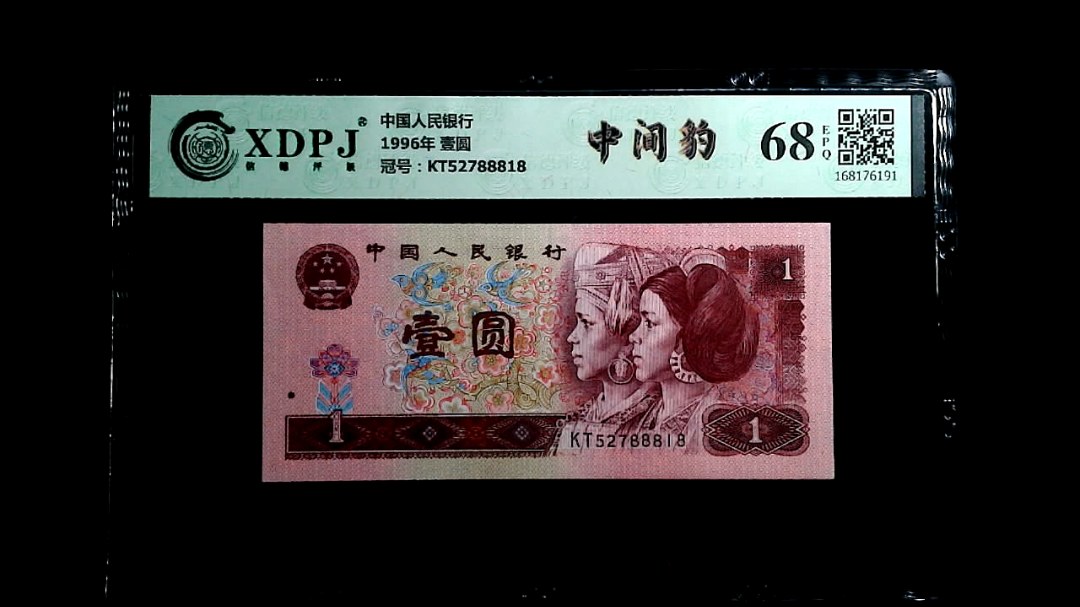 XDPJ®
中国人民银行
1996年 壹圆
冠号：KT52788818
中间豹
68
EPQ
168176191
中国人民银行
1
壹圆
1
KT52788818
1